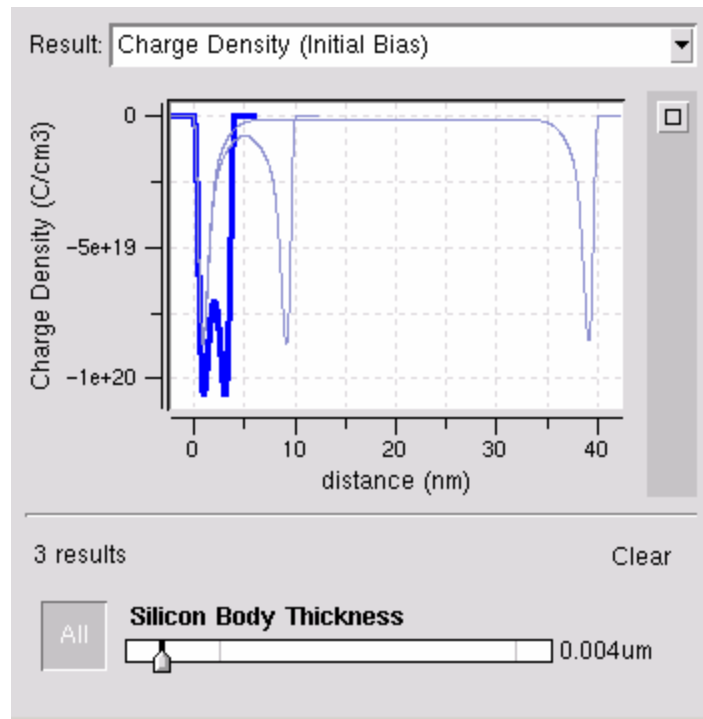 Result: Charge Density (Initial Bias)
Charge Density (C/cm3)
0
-5e+19
-1e+20
0 10 20 30 40
distance (nm)
3 results Clear
All
Silicon Body Thickness
0.004um